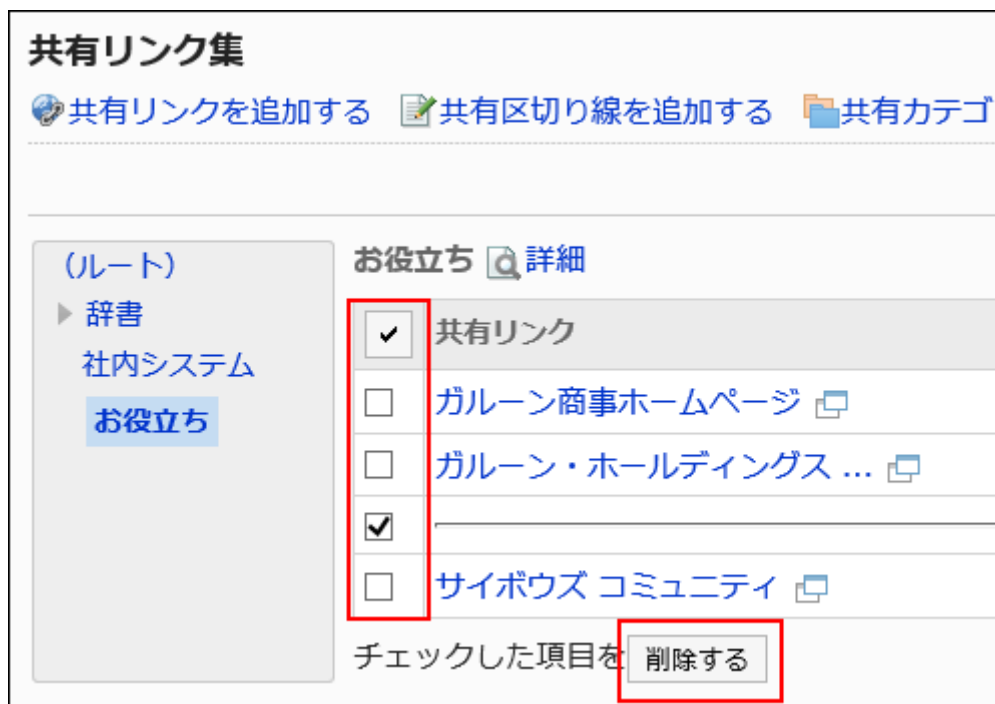 共有リンク集
共有リンクを追加する 共有区切り線を追加する 共有カテゴ
(ルート)
辞書
社内システム
お役立ち
お役立ち 詳細
共有リンク
ガルーン商事ホームページ
ガルーン・ホールディングス ...
サイボウズ コミュニティ
チェックした項目を 削除する